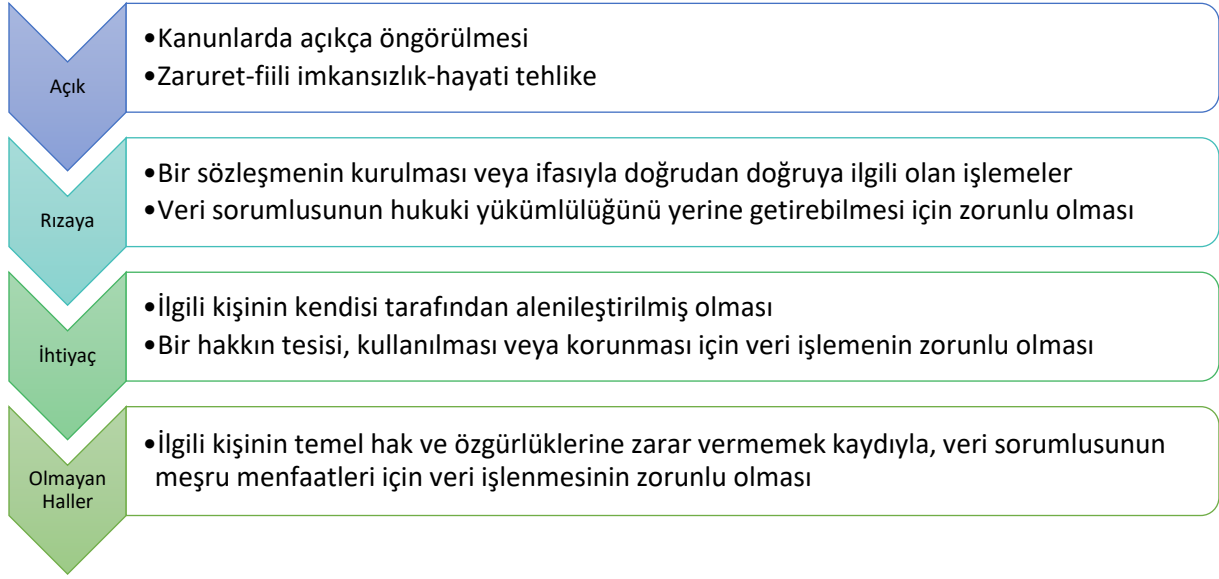 Açık
•Kanunlarda açıkça öngörülmesi
•Zaruret-fiili imkansızlık-hayati tehlike
Rızaya
•Bir sözleşmenin kurulması veya ifasıyla doğrudan doğruya ilgili olan işlemeler
•Veri sorumlusunun hukuki yükümlülüğünü yerine getirebilmesi için zorunlu olması
İhtiyaç
•İlgili kişinin kendisi tarafından alenileştirilmiş olması
•Bir hakkın tesisi, kullanılması veya korunması için veri işlemenin zorunlu olması
Olmayan
Haller
•İlgili kişinin temel hak ve özgürlüklerine zarar vermemek kaydıyla, veri sorumlusunun
meşru menfaatleri için veri işlenmesinin zorunlu olması